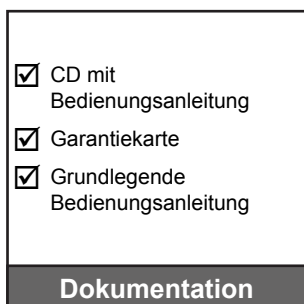 CD mit
Bedienungsanleitung
Garantiekarte
Grundlegende
Bedienungsanleitung
Dokumentation